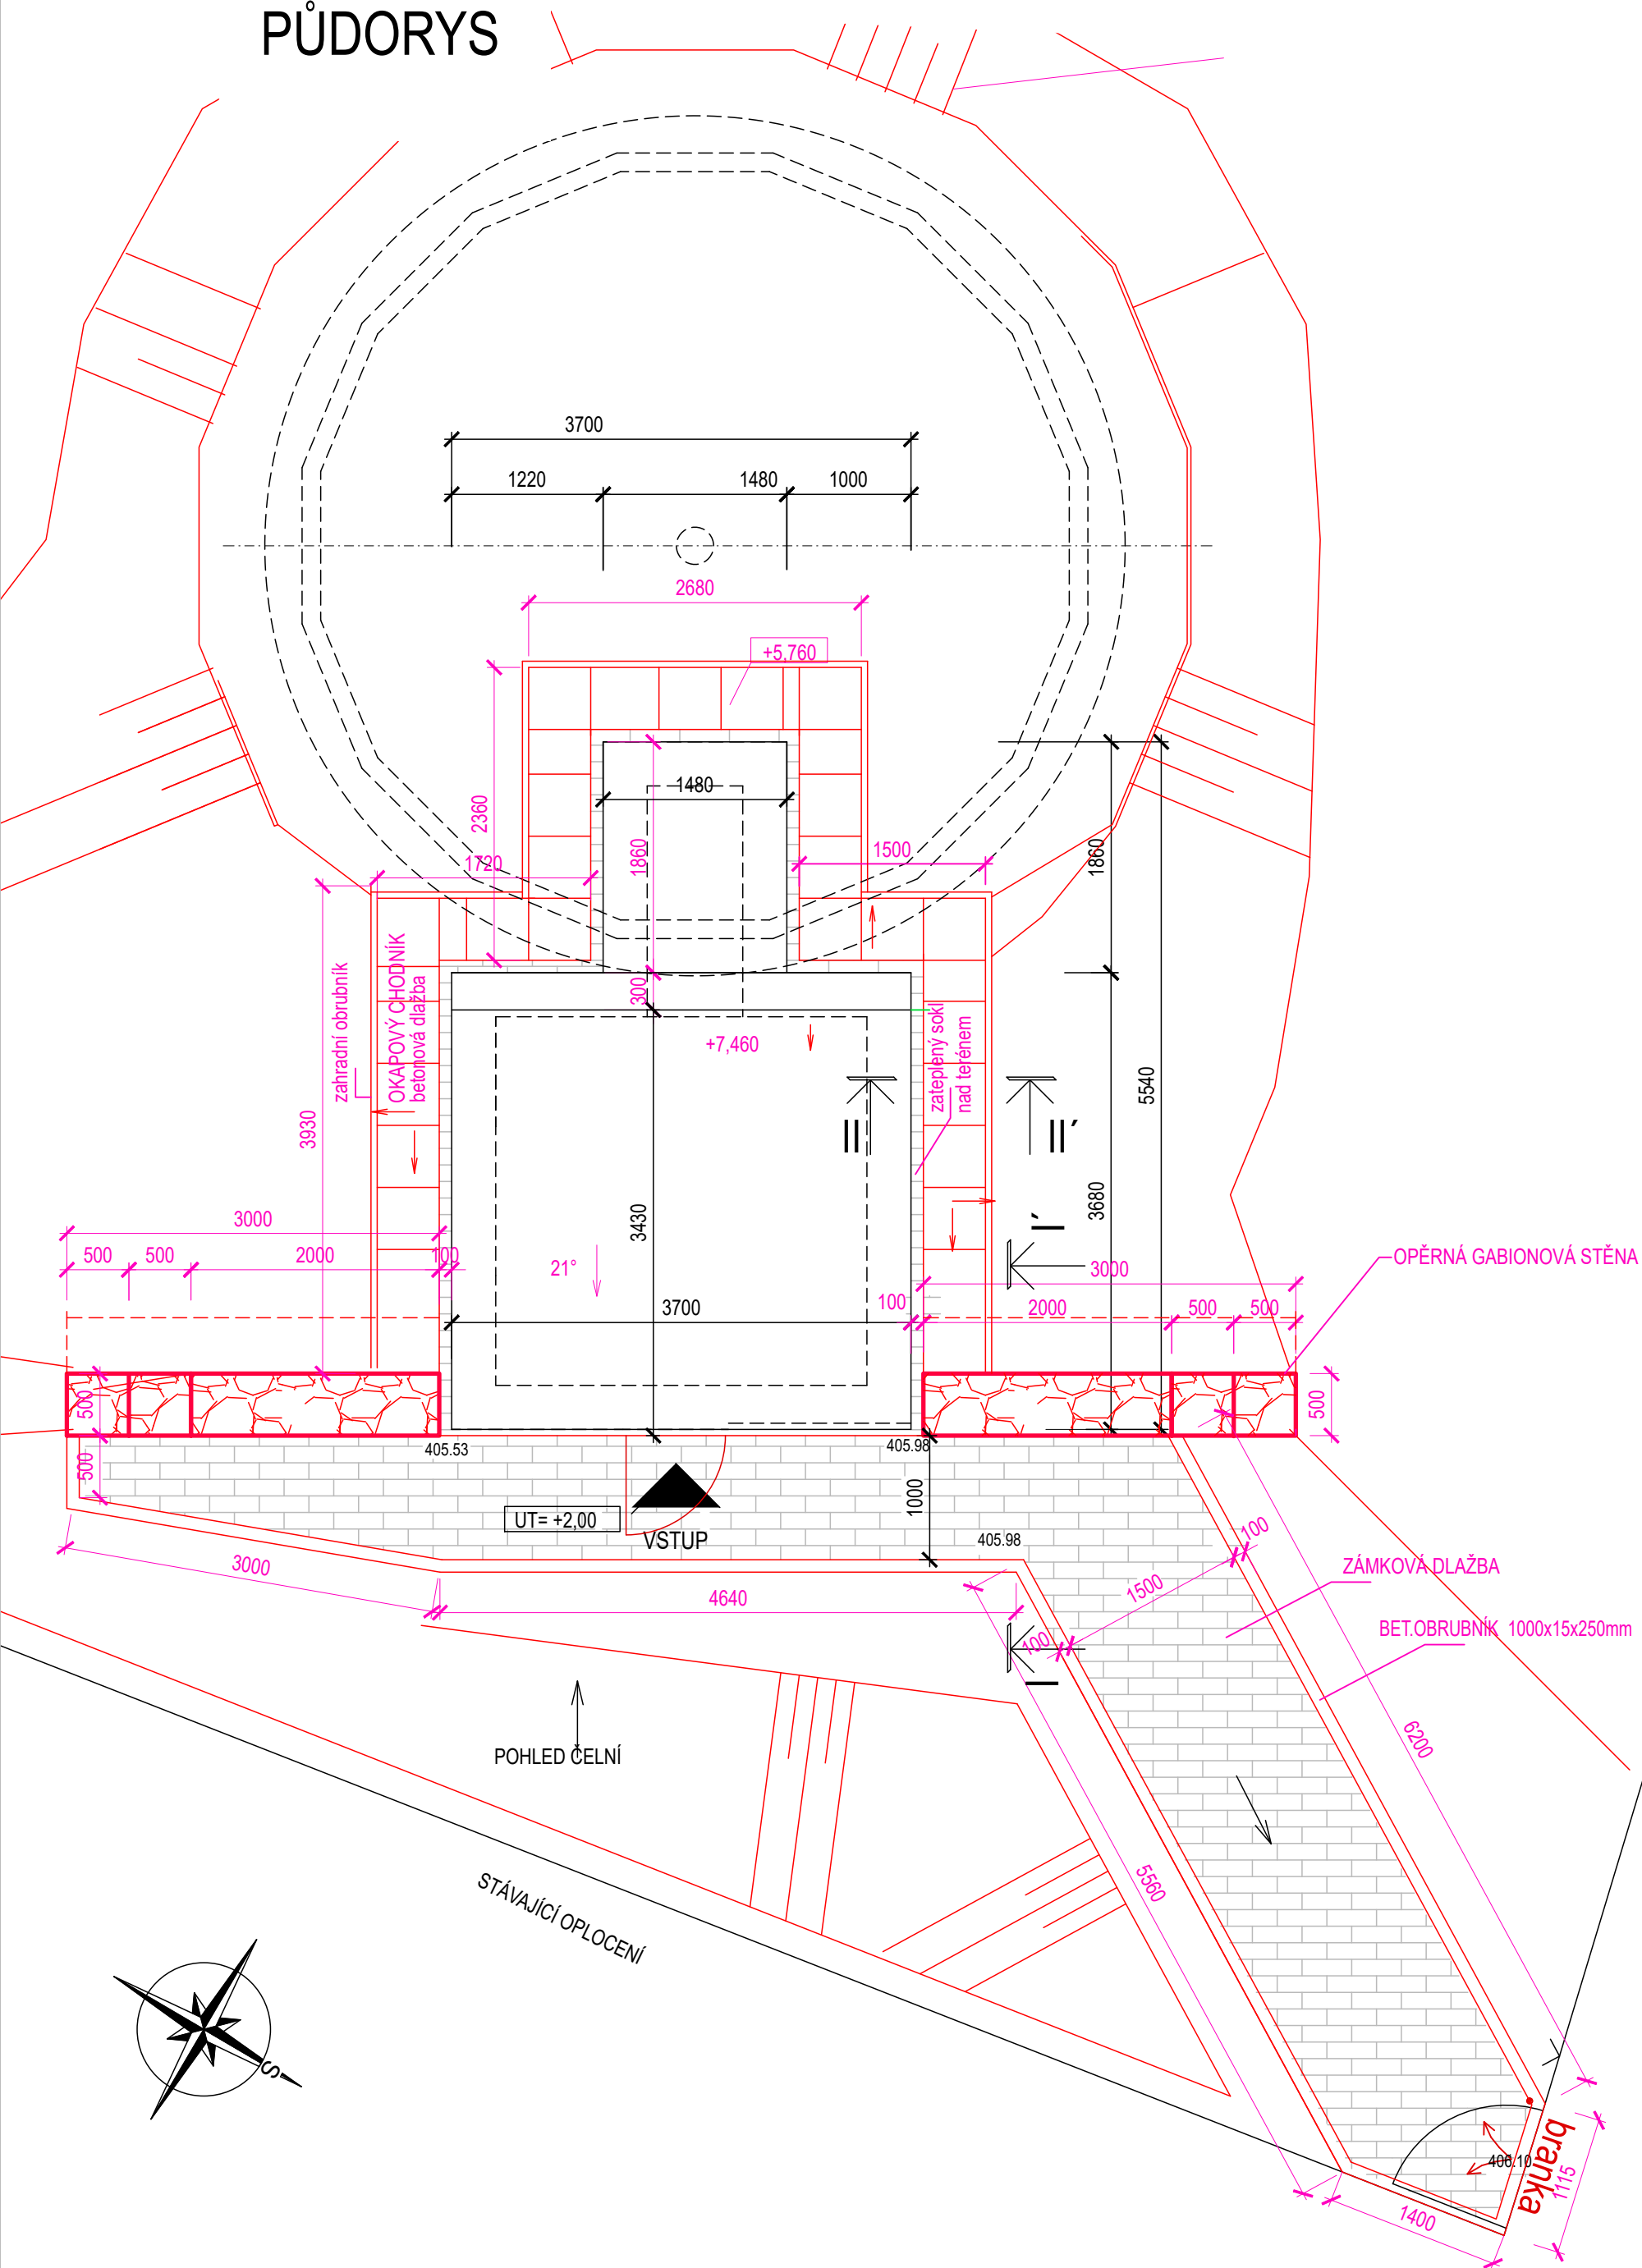 PŮDORYS
3700
1220
1480
1000
2680
+5,760
1480
2360
1860
1720
1500
1860
300
+7,460
zahradní obrubník
OKAPOVÝ CHODNÍK
betonová dlažba
zateplený sokl
nad terénem
3930
5540
II
II´
3430
3680
I´
3000
500
500
2000
100
21°
3700
100
3000
2000
500
500
OPĚRNÁ GABIONOVÁ STĚNA
500
500
500
405.53
405.98
1000
UT= +2,00
VSTUP
405.98
100
3000
4640
1500
100
ZÁMKOVÁ DLAŽBA
BET.OBRUBNÍK 1000x15x250mm
I
6200
POHLED ČELNÍ
5560
STÁVAJÍCÍ OPLOCENÍ
S
406.10
branka
1115
1400